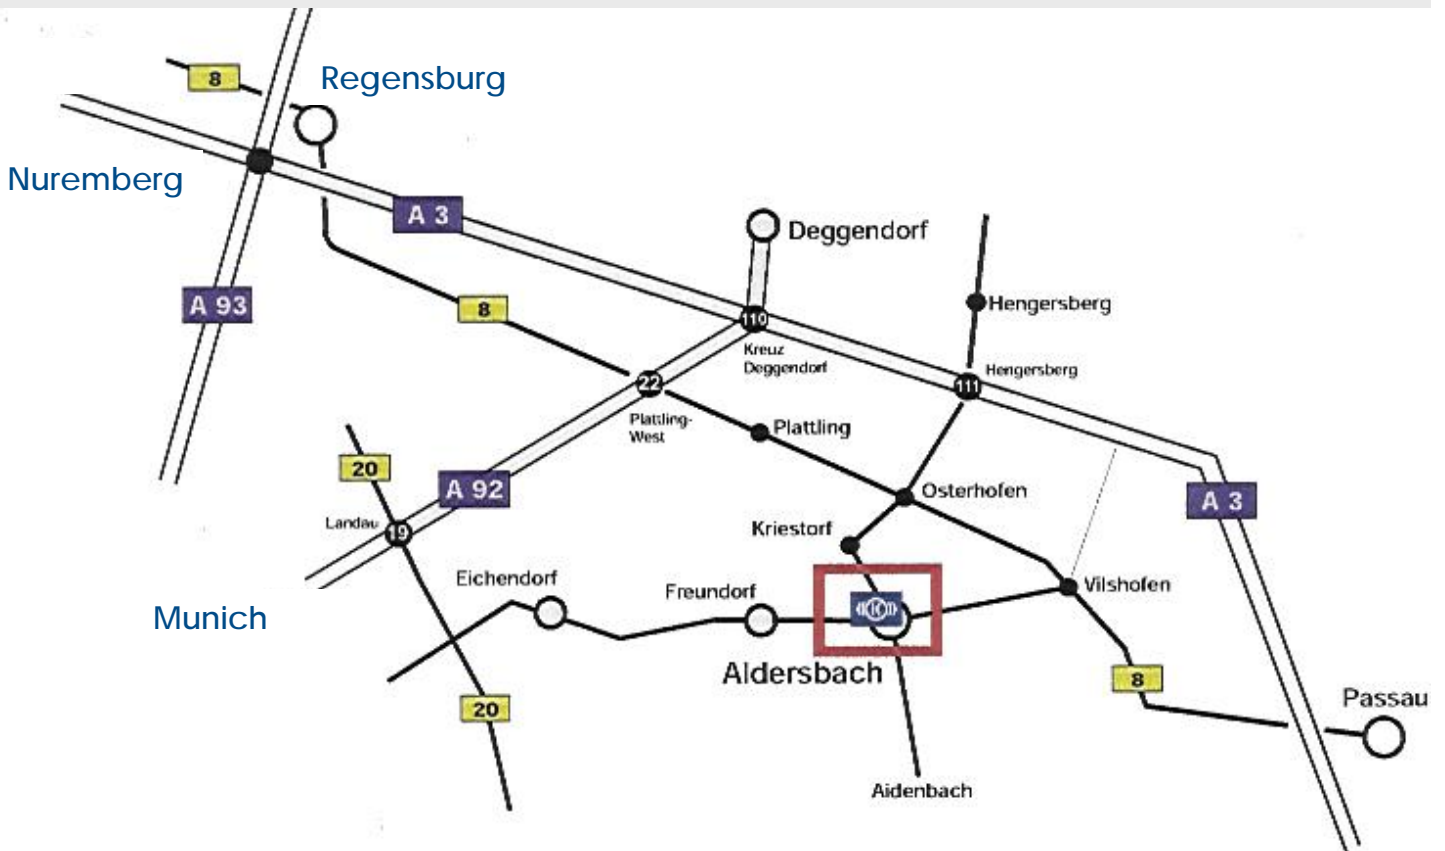 8
Regensburg
Nuremberg
A 3
Deggendorf
A 93
8
Hengersberg
110
Kreuz
Deggendorf
Hengersberg
111
22
Plattling-
West
Plattling
20
A 92
Osterhofen
A 3
Landau
19
Kriestorf
Eichendorf
Freundorf
Vilshofen
Munich
Aldersbach
8
20
Passau
Aidenbach